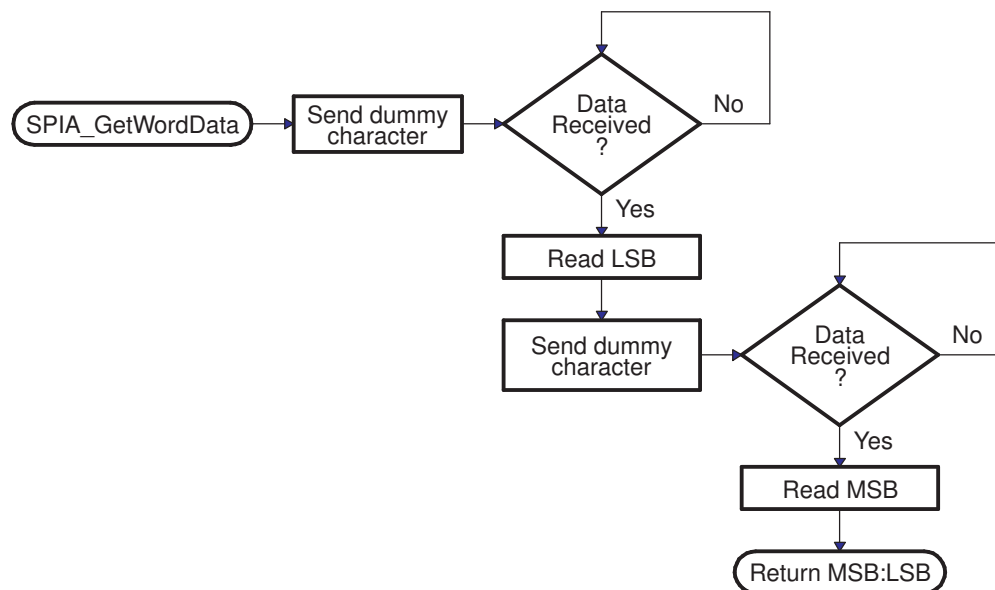 SPIA_GetWordData
Send dummy
character
Data
Received
?
No
Yes
Read LSB
Send dummy
character
Data
Received
?
No
Yes
Read MSB
Return MSB:LSB